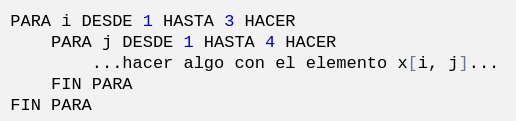 PARA i DESDE 1 HASTA 3 HACER
    PARA j DESDE 1 HASTA 4 HACER
        ...hacer algo con el elemento x[i, j]...
    FIN PARA
FIN PARA